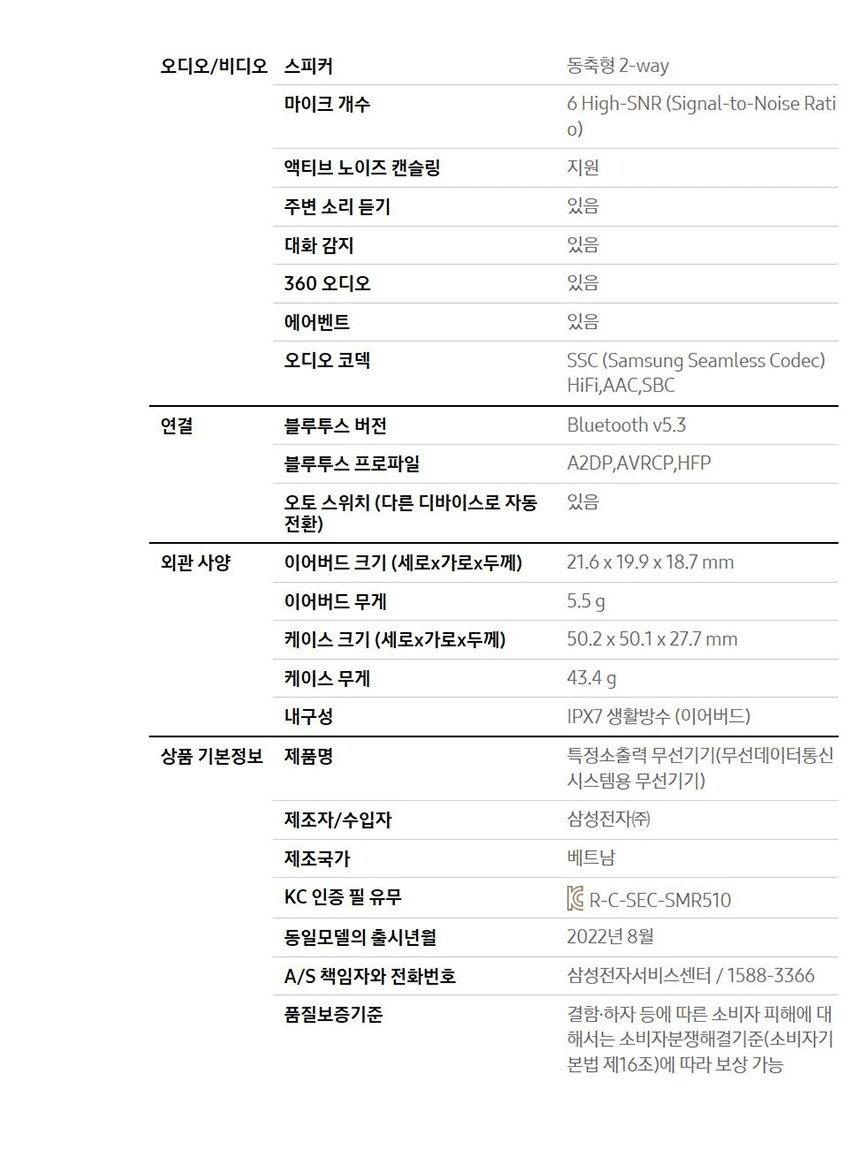 오디오/비디오 스피커 동축형 2-way
마이크 개수 6 High-SNR (Signal-to-Noise Rati
o)
액티브 노이즈 캔슬링 지원
주변 소리 듣기 있음
대화 감지 있음
360 오디오 있음
에어벤트 있음
오디오 코덱 SSC (Samsung Seamless Codec)
HiFi,AAC,SBC
연결 블루투스 버전 Bluetooth v5.3
블루투스 프로파일 A2DP,AVRCP,HFP
오토 스위치 (다른 디바이스로 자동 있음
전환)
외관 사양 이어버드 크기 (세로x가로x두께) 21.6 x 19.9 x 18.7 mm
이어버드 무게 5.5 g
케이스 크기 (세로x가로x두께) 50.2 x 50.1 x 27.7 mm
케이스 무게 43.4 g
내구성 IPX7 생활방수 (이어버드)
상품 기본정보 제품명 특정소출력 무선기기(무선데이터통신
시스템용 무선기기)
제조자/수입자 삼성전자㈜
제조국가 베트남
KC 인증 필 유무 R-C-SEC-SMR510
동일모델의 출시년월 2022년 8월
A/S 책임자와 전화번호 삼성전자서비스센터 / 1588-3366
품질보증기준 결함·하자 등에 따른 소비자 피해에 대
해서는 소비자분쟁해결기준(소비자기
본법 제16조)에 따라 보상 가능